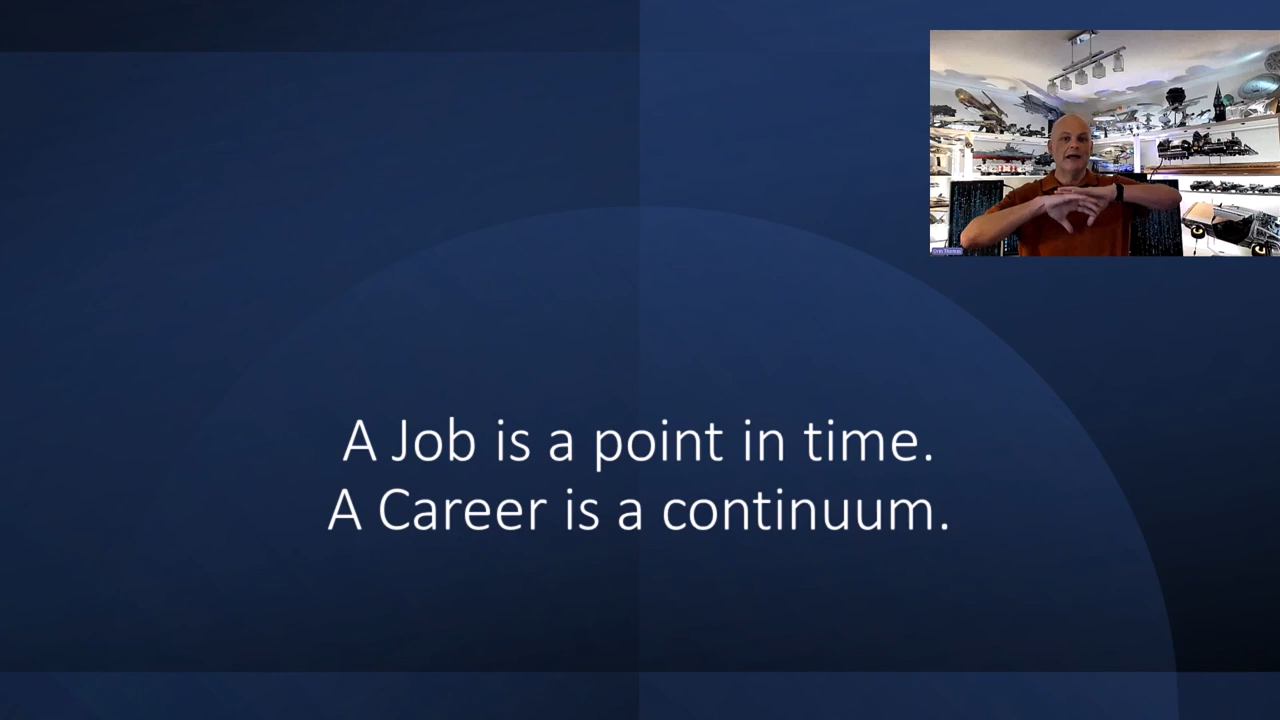 A Job is a point in time.
A Career is a continuum.